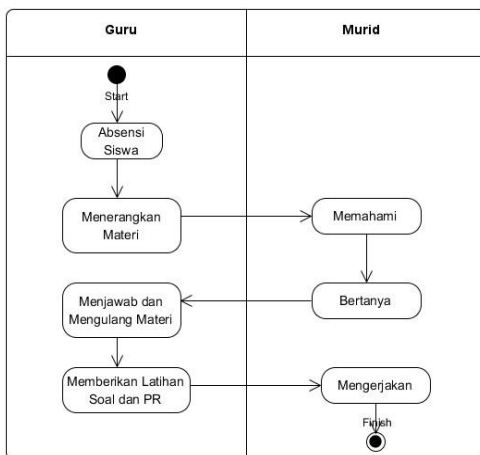 Guru
Murid
Start
Absensi
Siswa
Menerangkan
Materi
Memahami
Bertanya
Menjawab dan
Mengulang Materi
Memberikan Latihan
Soal dan PR
Mengerjakan
Finish